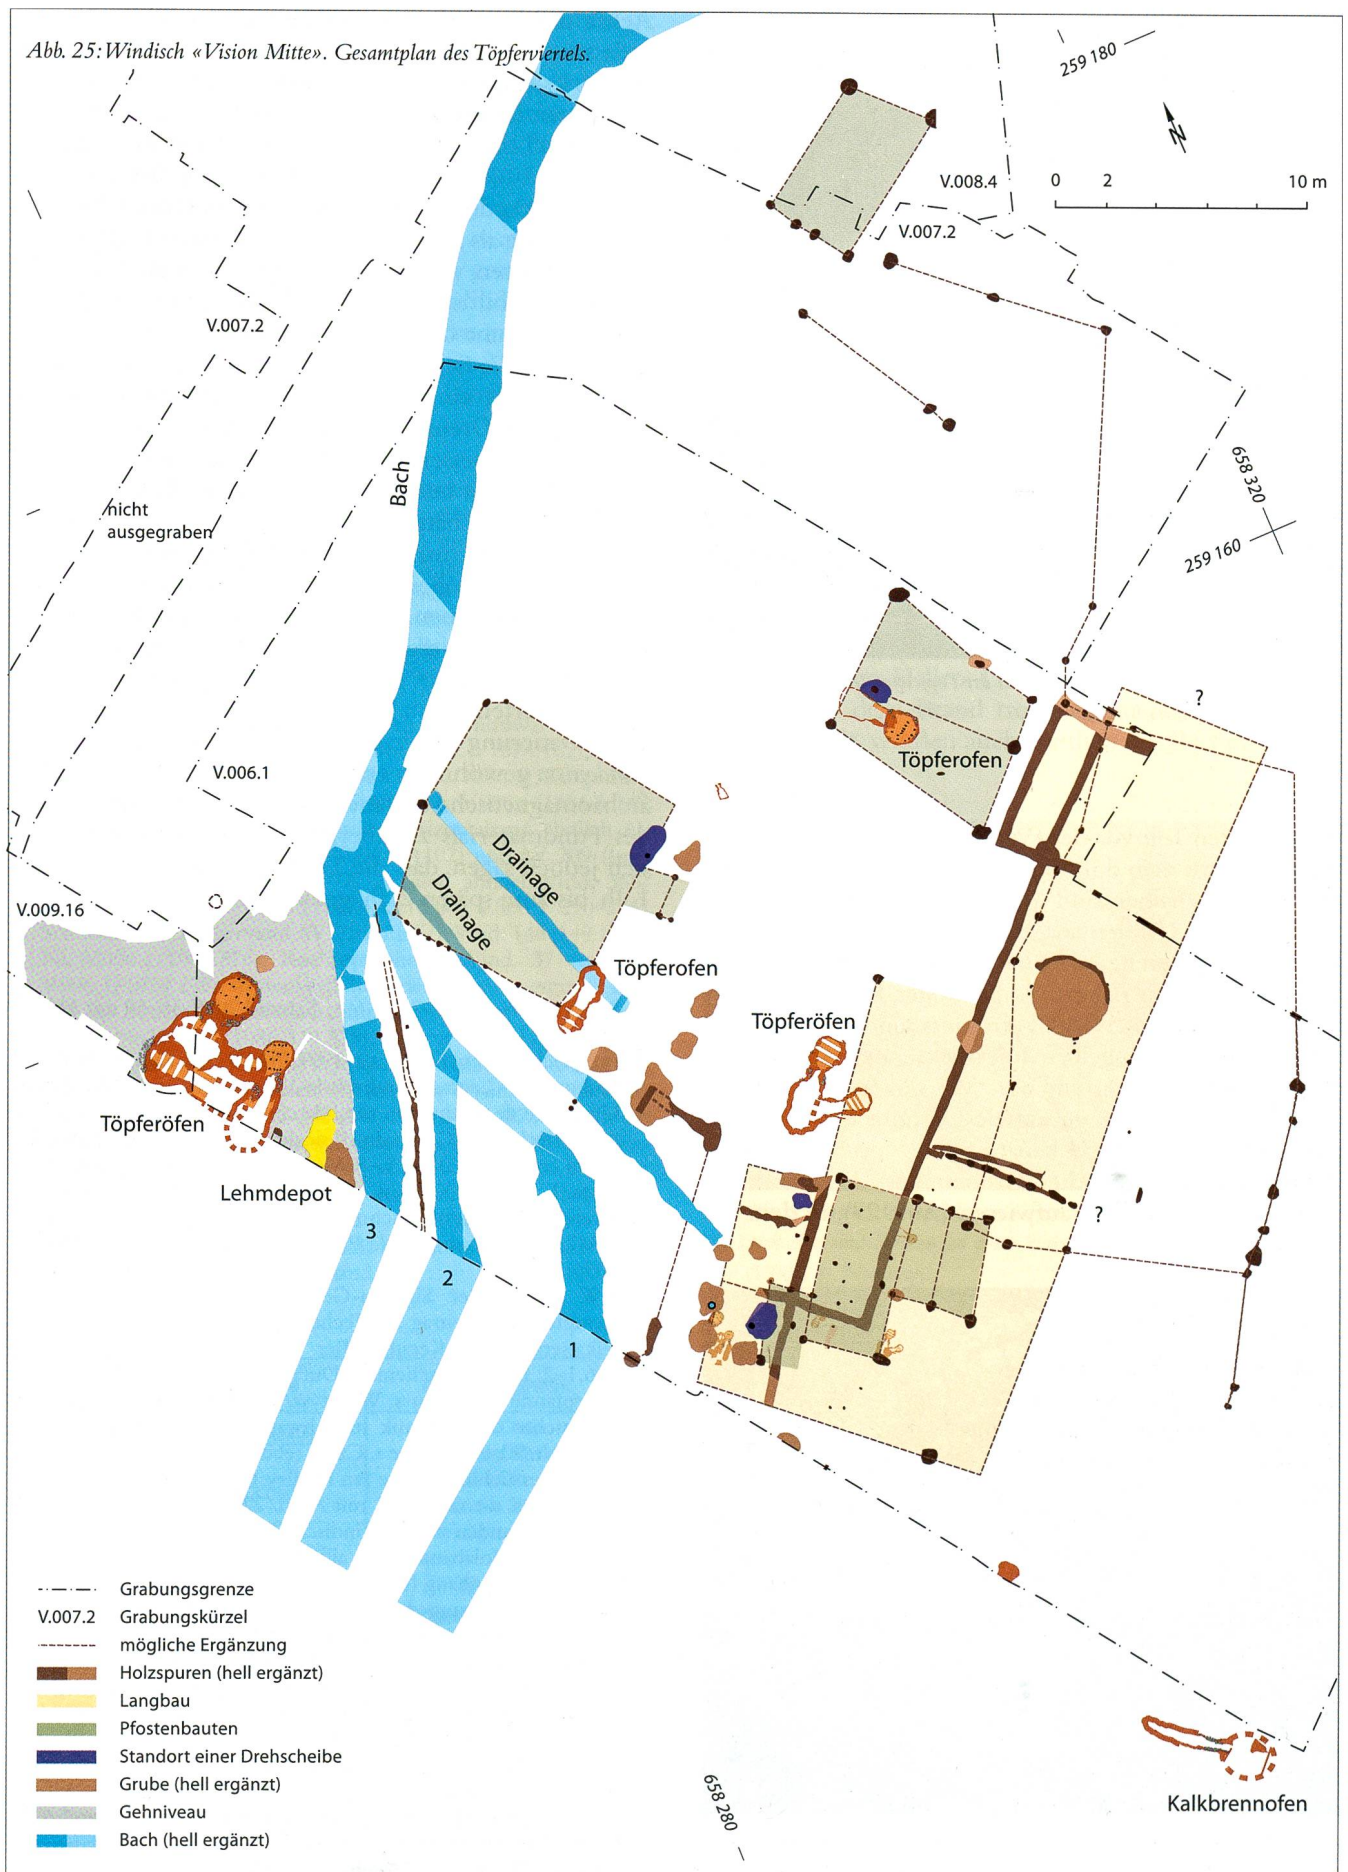 Abb. 25: Windisch «Vision Mitte». Gesamtplan des Töpferviertels.
259 180
N
V.008.4
0 2 10 m
V.007.2
V.007.2
Bach
658 320
nicht
ausgegraben
259 160
?
Töpferofen
V.006.1
Drainage
Drainage
V.009.16
Töpferofen
Töpferöfen
Töpferöfen
Lehmdepot
3
?
2
1
Grabungsgrenze
V.007.2 Grabungskürzel
mögliche Ergänzung
Holzspuren (hell ergänzt)
Langbau
Pfostenbauten
Standort einer Drehscheibe
Grube (hell ergänzt)
Gehniveau
Bach (hell ergänzt)
658 280
Kalkbrennofen